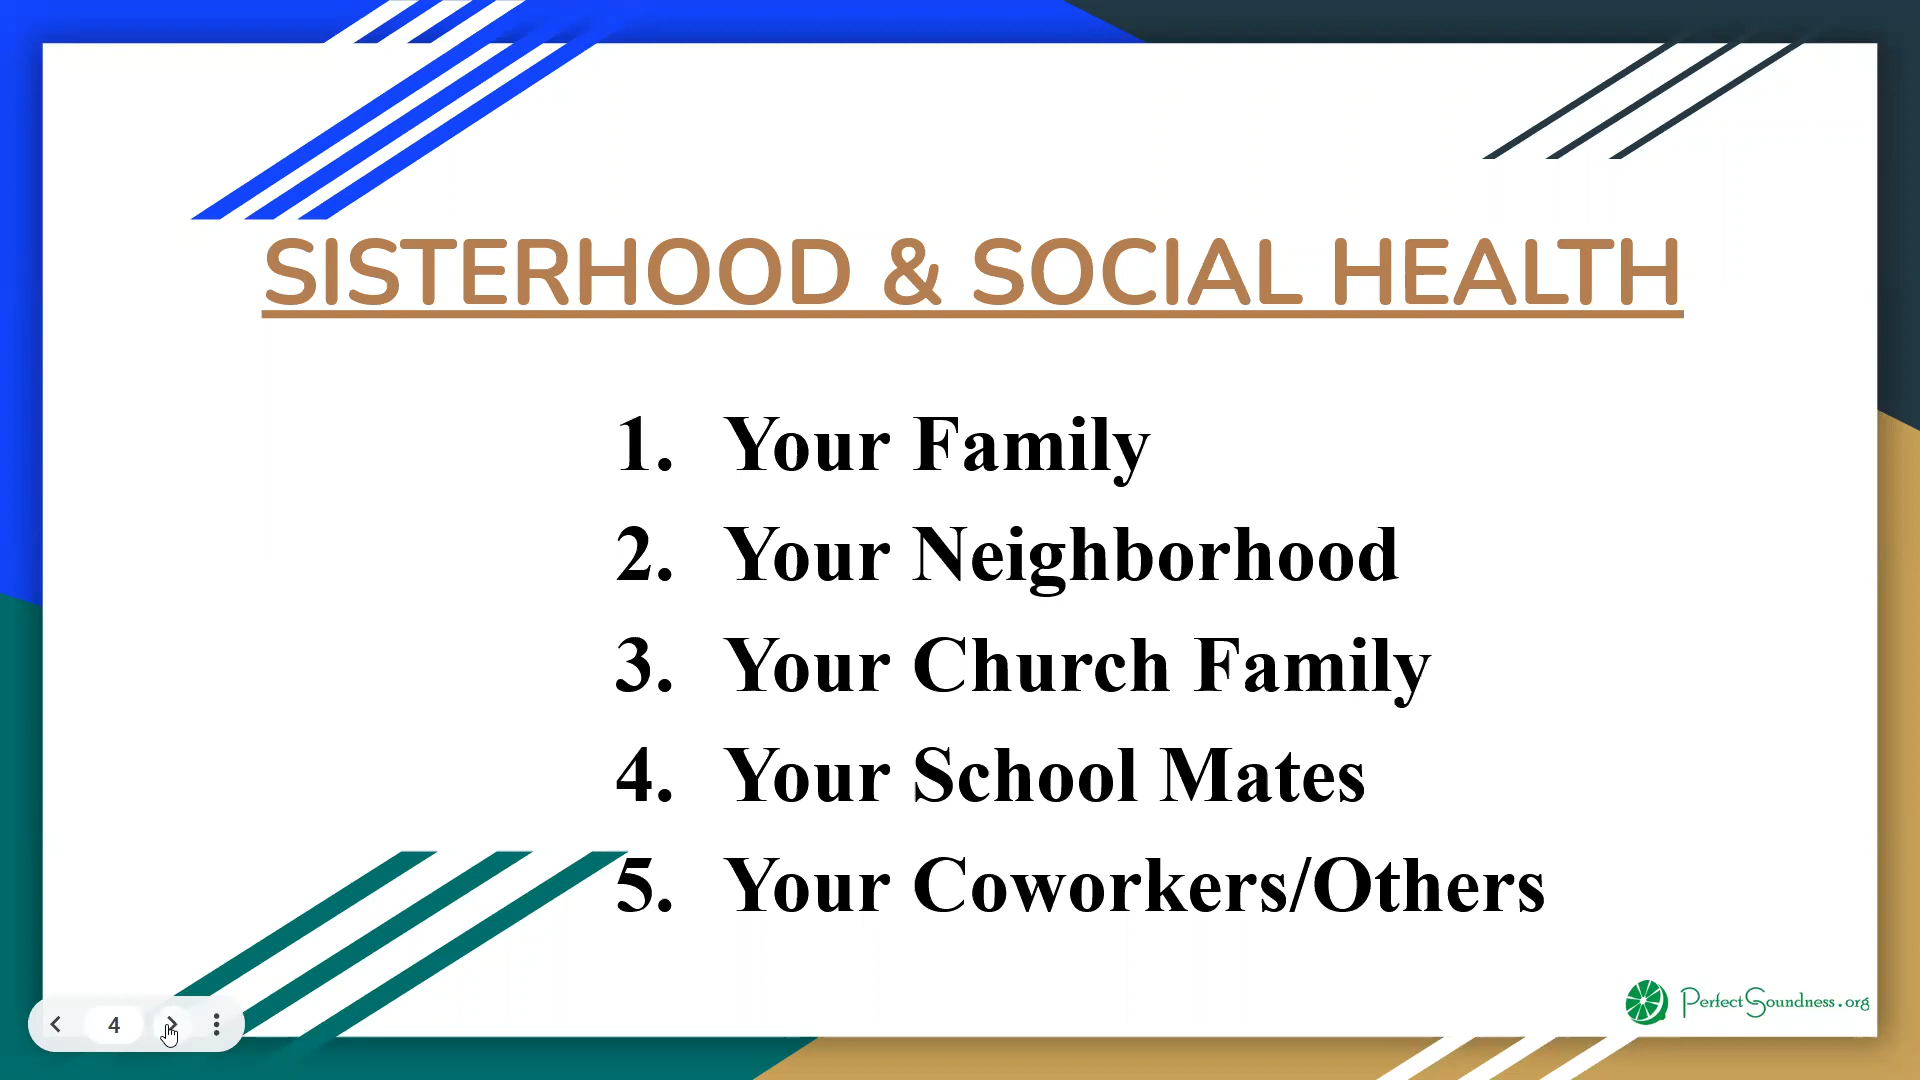 SISTERHOOD & SOCIAL HEALTH
1. Your Family
2. Your Neighborhood
3. Your Church Family
4. Your School Mates
5. Your Coworkers/Others
PerfectSoundness.org
4